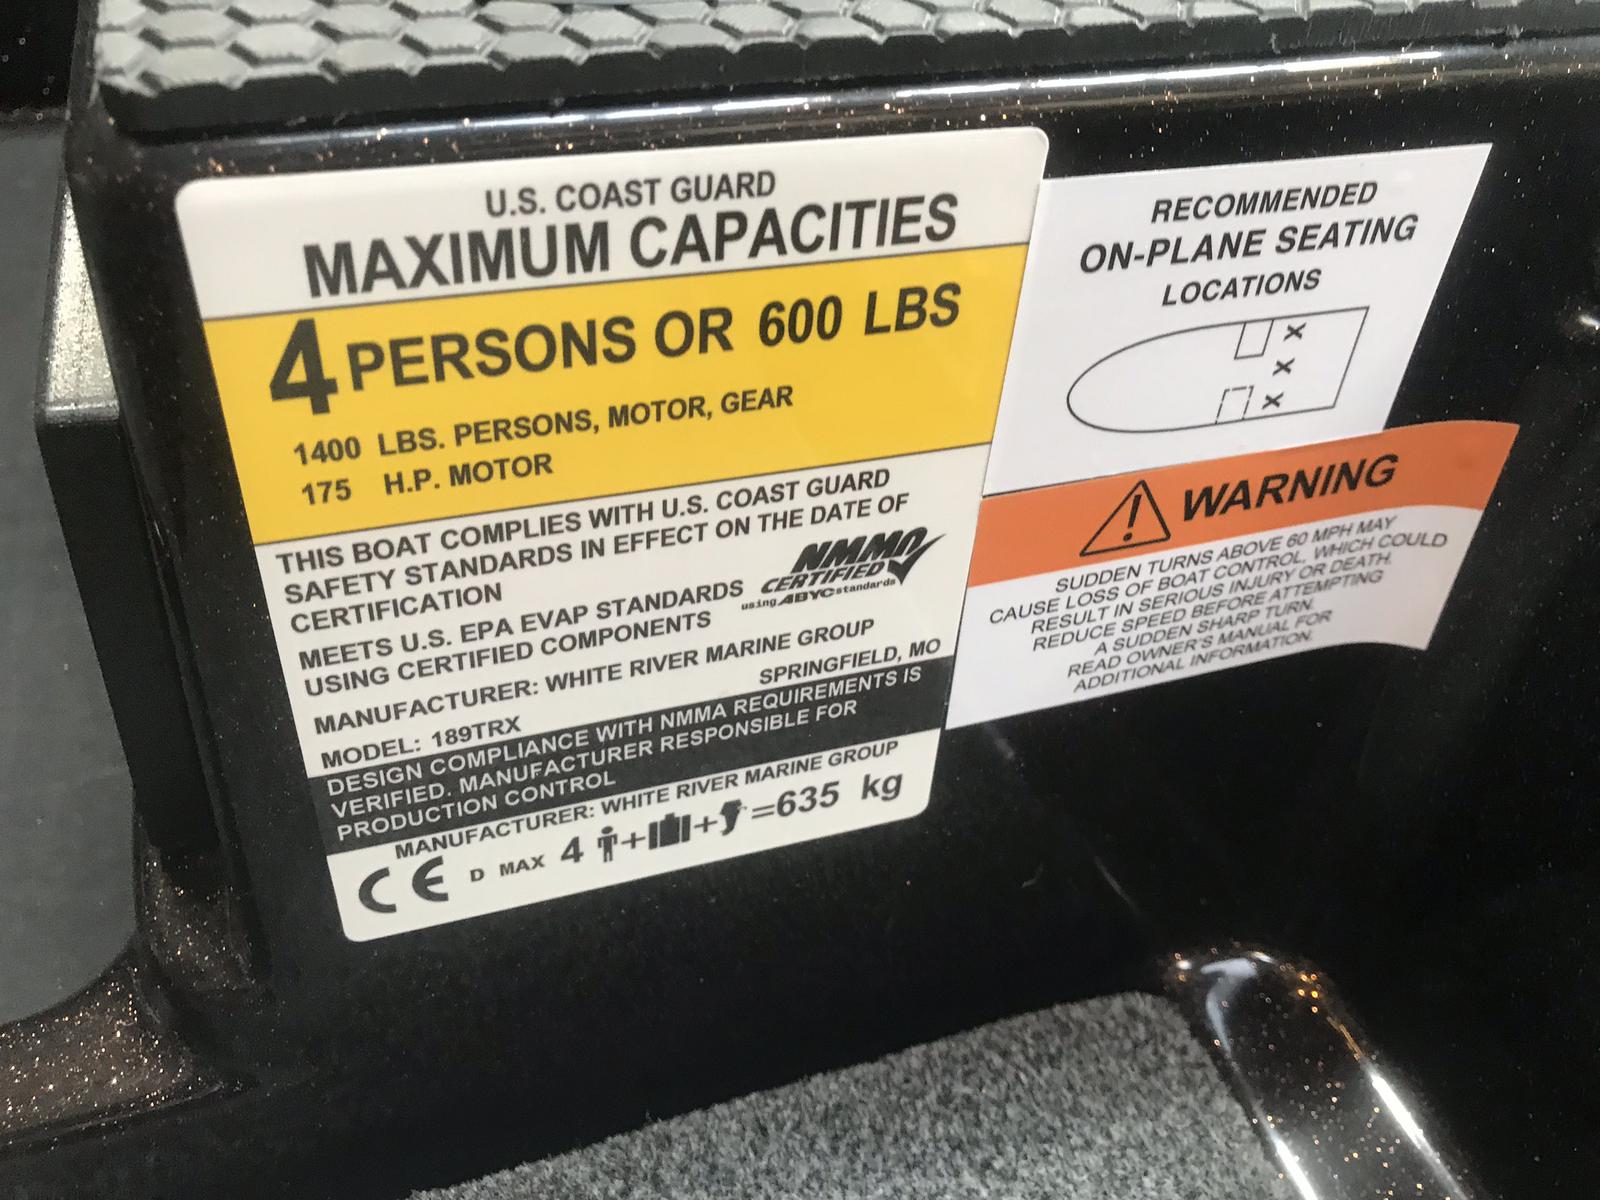 U.S. COAST GUARD
MAXIMUM CAPACITIES
4 PERSONS OR 600 LBS
1400 LBS. PERSONS, MOTOR, GEAR
175 H.P. MOTOR
THIS BOAT COMPLIES WITH U.S. COAST GUARD
SAFETY STANDARDS IN EFFECT ON THE DATE OF
CERTIFICATION
NMMA
CERTIFIED
using ABYC standards
MEETS U.S. EPA EVAP STANDARDS
USING CERTIFIED COMPONENTS
MANUFACTURER: WHITE RIVER MARINE GROUP
SPRINGFIELD, MO
MODEL: 189TRX
DESIGN COMPLIANCE WITH NMMA REQUIREMENTS IS
VERIFIED. MANUFACTURER RESPONSIBLE FOR
PRODUCTION CONTROL
MANUFACTURER: WHITE RIVER MARINE GROUP
CE D MAX 4 + + =635 kg
RECOMMENDED
ON-PLANE SEATING
LOCATIONS
X
X
X
WARNING
SUDDEN TURNS ABOVE 60 MPH MAY
CAUSE LOSS OF BOAT CONTROL, WHICH COULD
RESULT IN SERIOUS INJURY OR DEATH.
REDUCE SPEED BEFORE ATTEMPTING
A SUDDEN SHARP TURN.
READ OWNER'S MANUAL FOR
ADDITIONAL INFORMATION.